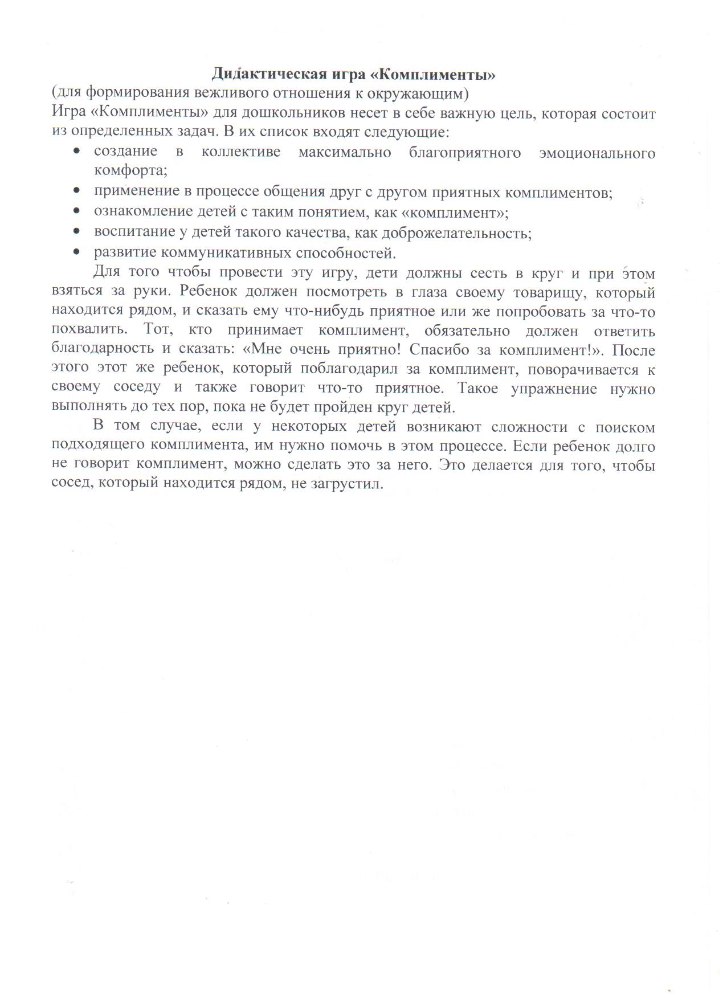 Дидактическая игра «Комплименты»
(для формирования вежливого отношения к окружающим)
Игра «Комплименты» для дошкольников несет в себе важную цель, которая состоит
из определенных задач. В их список входят следующие:
• создание в коллективе максимально благоприятного эмоционального
комфорта;
• применение в процессе общения друг с другом приятных комплиментов;
• ознакомление детей с таким понятием, как «комплимент»;
• воспитание у детей такого качества, как доброжелательность;
• развитие коммуникативных способностей.
Для того чтобы провести эту игру, дети должны сесть в круг и при этом
взяться за руки. Ребенок должен посмотреть в глаза своему товарищу, который
находится рядом, и сказать ему что-нибудь приятное или же попробовать за что-то
похвалить. Тот, кто принимает комплимент, обязательно должен ответить
благодарность и сказать: «Мне очень приятно! Спасибо за комплимент!». После
этого этот же ребенок, который поблагодарил за комплимент, поворачивается к
своему соседу и также говорит что-то приятное. Такое упражнение нужно
выполнять до тех пор, пока не будет пройден круг детей.
В том случае, если у некоторых детей возникают сложности с поиском
подходящего комплимента, им нужно помочь в этом процессе. Если ребенок долго
не говорит комплимент, можно сделать это за него. Это делается для того, чтобы
сосед, который находится рядом, не загрустил.